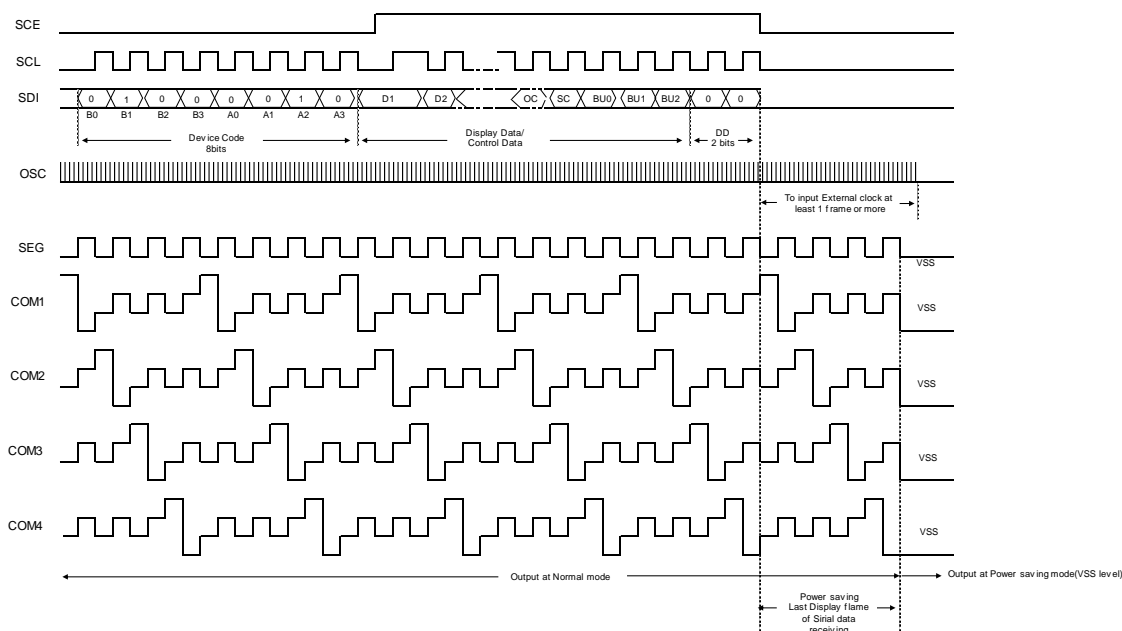 SCE
SCL
SDI
0 1 0 0 0 0 1 0 D1 D2 OC SC BU0 BU1 BU2 0 0
B0 B1 B2 B3 A0 A1 A2 A3
Device Code
8bits
Display Data/
Control Data
DD
2 bits
OSC
To input External clock at
least 1 frame or more
SEG
VSS
COM1
VSS
COM2
VSS
COM3
VSS
COM4
VSS
Output at Normal mode
Output at Power saving mode(VSS level)
Power saving
Last Display flame
of Sirial data
receiving